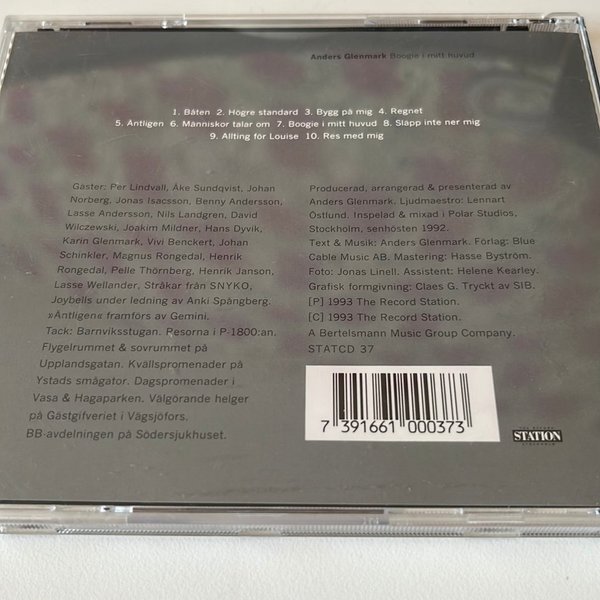 Anders Glenmark Boogie i mitt huvud
1. Båten 2. Högre standard 3. Bygg på mig 4. Regnet
5. Äntligen 6. Människor talar om 7. Boogie i mitt huvud 8. Släpp inte ner mig
9. Allting för Louise 10. Res med mig
Gäster: Per Lindvall, Åke Sundqvist, Johan
Norberg, Jonas Isacsson, Benny Andersson,
Lasse Andersson, Nils Landgren, David
Wilczewski, Joakim Milder, Hans Dyvik,
Karin Glenmark, Vivi Benckert, Johan
Schinkler, Magnus Rongedal, Henrik
Rongedal, Pelle Thörnberg, Henrik Janson,
Lasse Wellander, Stråkar från SNYKO,
Joybells under ledning av Anki Spångberg.
»Äntligen« framförs av Gemini.
Tack: Barnviksstugan. Resorna i P-1800:an.
Flygelrummet & sovrummet på
Upplandsgatan. Kvällspromenader på
Ystads smågator. Dagspromenader i
Vasa & Hagaparken. Välgörande helger
på Gästgifveriet i Vägsjöfors.
BB-avdelningen på Södersjukhuset.
Producerad, arrangerad & presenterad av
Anders Glenmark. Ljudmaestro: Lennart
Östlund. Inspelad & mixad i Polar Studios,
Stockholm, senhösten 1992.
Text & Musik: Anders Glenmark. Förlag: Blue
Cable Music AB. Mastering: Hasse Byström.
Foto: Jonas Linell. Assistent: Helene Kearley.
Grafisk formgivning: Claes G. Tryckt av SIB.
[P] 1993 The Record Station.
[C] 1993 The Record Station.
A Bertelsmann Music Group Company.
STATCD 37
7 391661 000373
STATION